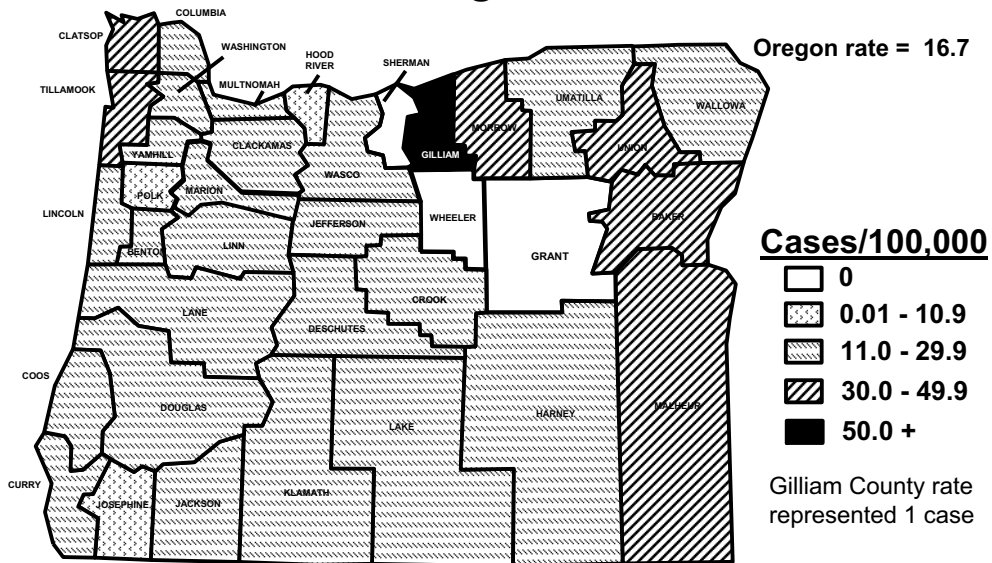 COLUMBIA
CLATSOP
WASHINGTON
HOOD
RIVER
SHERMAN
Oregon rate = 16.7
TILLAMOOK
MULTNOMAH
UMATILLA
WALLOWA
MORROW
YAMHILL
CLACKAMAS
GILLIAM
UNION
WASCO
POLK
MARION
LINCOLN
JEFFERSON
WHEELER
BAKER
BENTON
LINN
GRANT
Cases/100,000
0
0.01 - 10.9
11.0 - 29.9
30.0 - 49.9
50.0 +
LANE
CROOK
DESCHUTES
COOS
DOUGLAS
LAKE
HARNEY
MALHEUR
CURRY
JOSEPHINE
JACKSON
KLAMATH
Gilliam County rate
represented 1 case